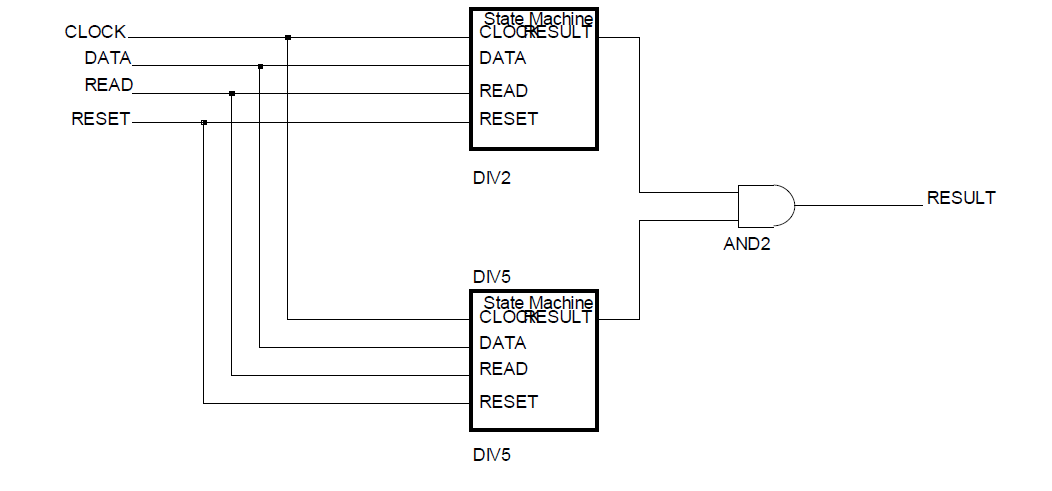 CLOCK
DATA
READ
RESET
State Machine
CLOCK
RESULT
DATA
READ
RESET
DIV2
RESULT
AND2
DIV5
State Machine
CLOCK
RESULT
DATA
READ
RESET
DIV5